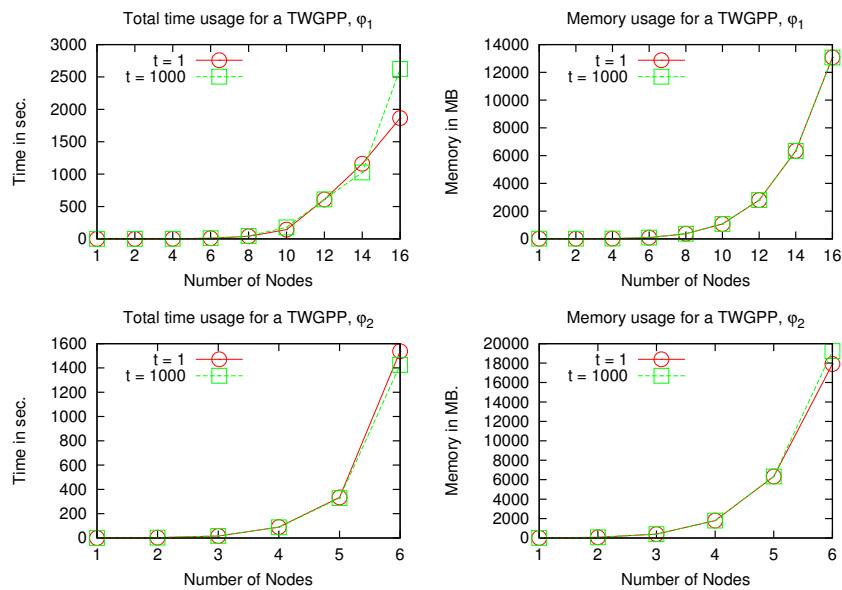 Total time usage for a TWGPP, φ1
3000
2500
2000
1500
1000
500
0
t = 1
t = 1000
Time in sec.
1 2 4 6 8 10 12 14 16
Number of Nodes
Memory usage for a TWGPP, φ1
14000
12000
10000
8000
6000
4000
2000
0
t = 1
t = 1000
Memory in MB
1 2 4 6 8 10 12 14 16
Number of Nodes
Total time usage for a TWGPP, φ2
1600
1400
1200
1000
800
600
400
200
0
t = 1
t = 1000
Time in sec.
1 2 3 4 5 6
Number of Nodes
Memory usage for a TWGPP, φ2
20000
18000
16000
14000
12000
10000
8000
6000
4000
2000
0
t = 1
t = 1000
Memory in MB.
1 2 3 4 5 6
Number of Nodes